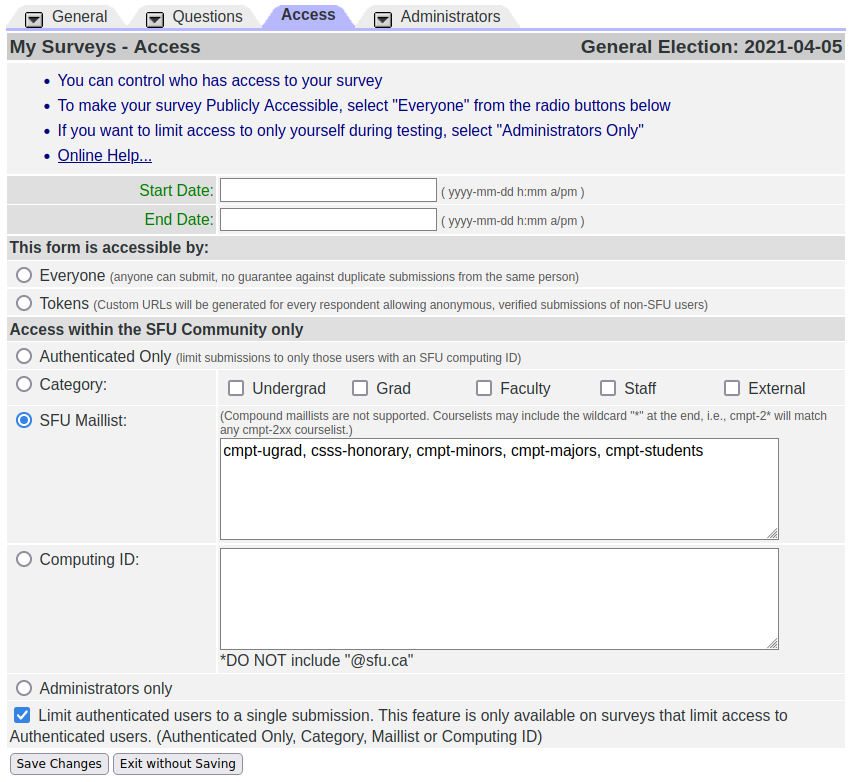 General Questions Access Administrators
My Surveys - Access General Election: 2021-04-05
• You can control who has access to your survey
• To make your survey Publicly Accessible, select "Everyone" from the radio buttons below
• If you want to limit access to only yourself during testing, select "Administrators Only"
• Online Help...
Start Date: ( yyyy-mm-dd h:mm a/pm )
End Date: ( yyyy-mm-dd h:mm a/pm )
This form is accessible by:
Everyone (anyone can submit, no guarantee against duplicate submissions from the same person)
Tokens (Custom URLs will be generated for every respondent allowing anonymous, verified submissions of non-SFU users)
Access within the SFU Community only
Authenticated Only (limit submissions to only those users with an SFU computing ID)
Category: Undergrad Grad Faculty Staff External
SFU Maillist: (Compound maillists are not supported. Courselists may include the wildcard "*" at the end, i.e., cmpt-2* will match
any cmpt-2xx courselist.)
cmpt-ugrad, csss-honorary, cmpt-minors, cmpt-majors, cmpt-students
Computing ID:
*DO NOT include "@sfu.ca"
Administrators only
Limit authenticated users to a single submission. This feature is only available on surveys that limit access to
Authenticated users. (Authenticated Only, Category, Maillist or Computing ID)
Save Changes Exit without Saving